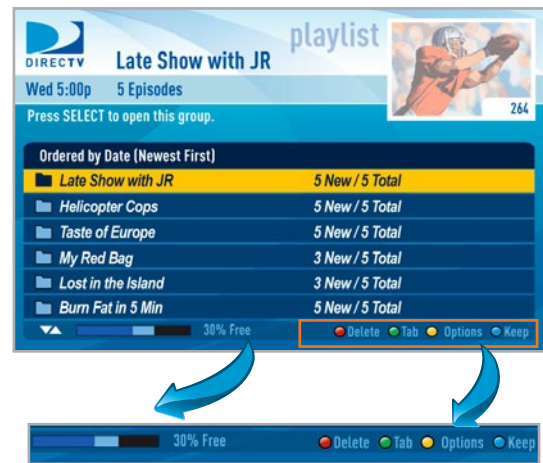 DIRECTV
Late Show with JR
playlist
Wed 5:00p 5 Episodes
264
Press SELECT to open this group.
Ordered by Date (Newest First)
Late Show with JR 5 New / 5 Total
Helicopter Cops 5 New / 5 Total
Taste of Europe 5 New / 5 Total
My Red Bag 3 New / 5 Total
Lost in the Island 3 New / 5 Total
Burn Fat in 5 Min 5 New / 5 Total
30% Free Delete Tab Options Keep
30% Free Delete Tab Options Keep